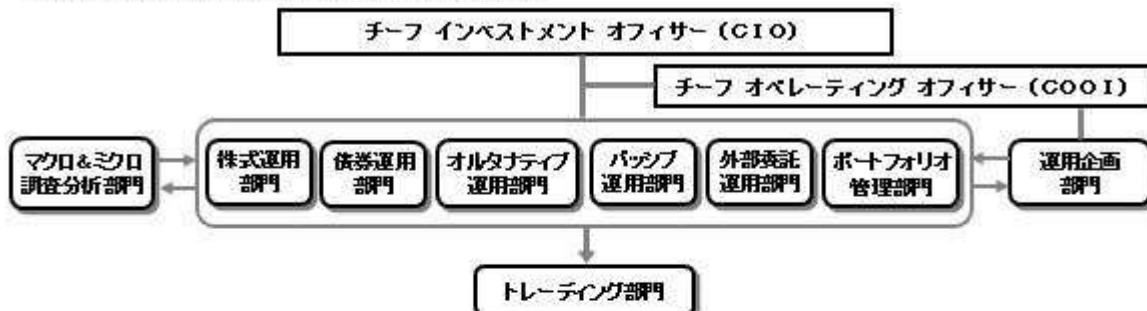 チーフ インベストメント オフィサー (CIO)
チーフ オペレーティング オフィサー (COOI)
マクロ&ミクロ
調査分析部門
株式運用
部門
債券運用
部門
オルタナティブ
運用部門
パッシブ
運用部門
外部委託
運用部門
ポートフォリオ
管理部門
運用企画
部門
トレーディング部門